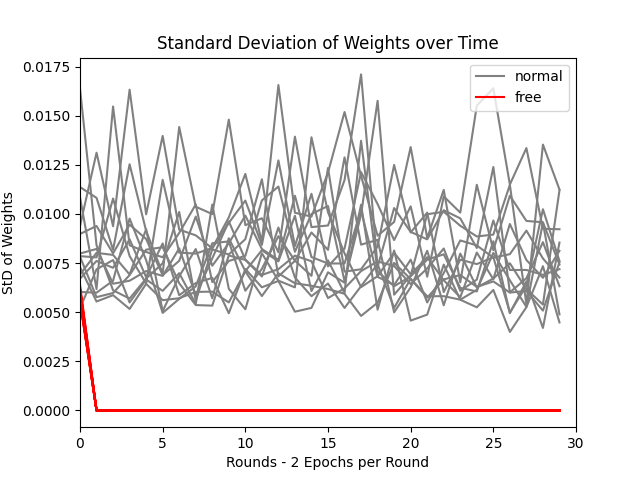 Standard Deviation of Weights over Time
StD of Weights
0.0175
0.0150
0.0125
0.0100
0.0075
0.0050
0.0025
0.0000
normal
free
0 5 10 15 20 25 30
Rounds - 2 Epochs per Round